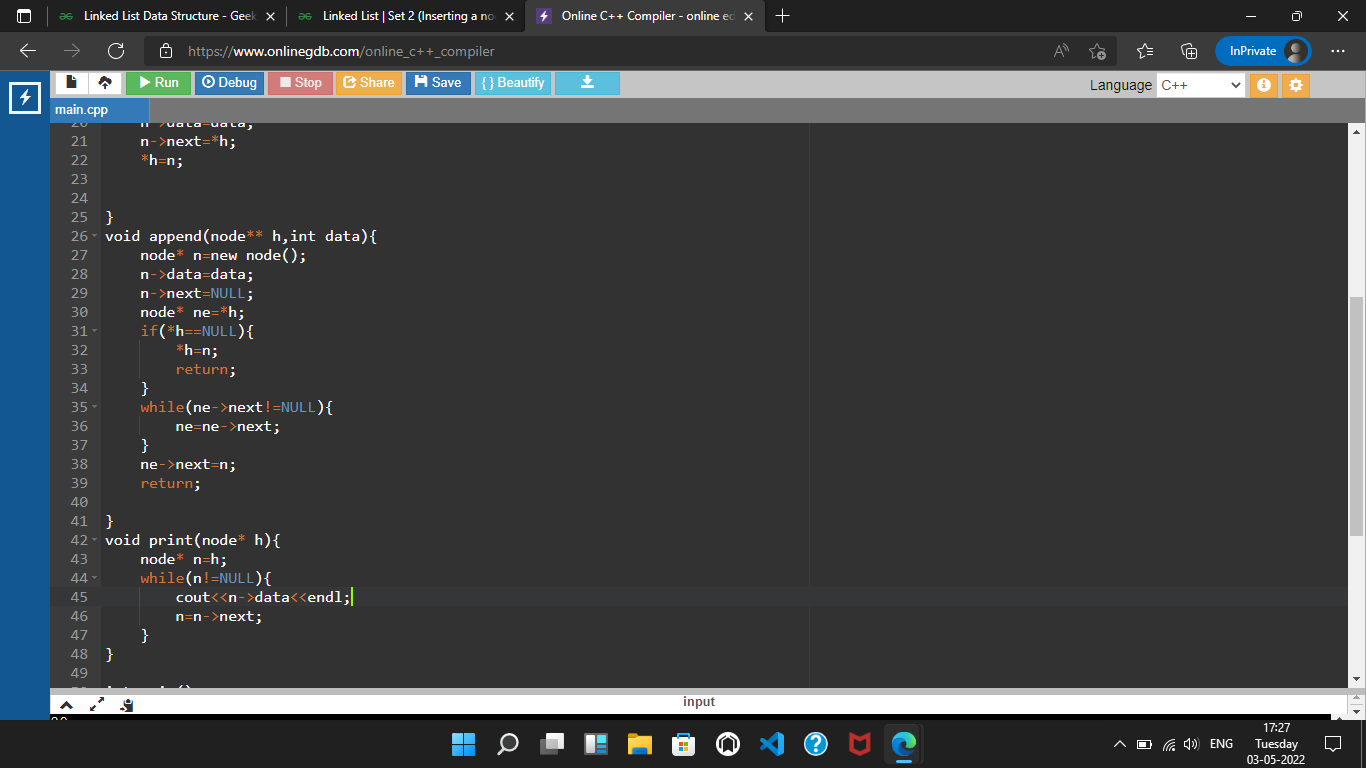 Linked List Data Structure - Geek
Linked List | Set 2 (Inserting a no
Online C++ Compiler - online ed
https://www.onlinegdb.com/online_c++_compiler
InPrivate
Run
Debug
Stop
Share
Save
{ } Beautify
Language C++
main.cpp
20 n->data=data;
21 n->next=*h;
22 *h=n;
23
24
25 }
26 void append(node** h,int data){
27 node* n=new node();
28 n->data=data;
29 n->next=NULL;
30 node* ne=*h;
31 if(*h==NULL){
32 *h=n;
33 return;
34 }
35 while(ne->next!=NULL){
36 ne=ne->next;
37 }
38 ne->next=n;
39 return;
40
41 }
42 void print(node* h){
43 node* n=h;
44 while(n!=NULL){
45 cout<<n->data<<endl;
46 n=n->next;
47 }
48 }
49
input
ENG
17:27
Tuesday
03-05-2022